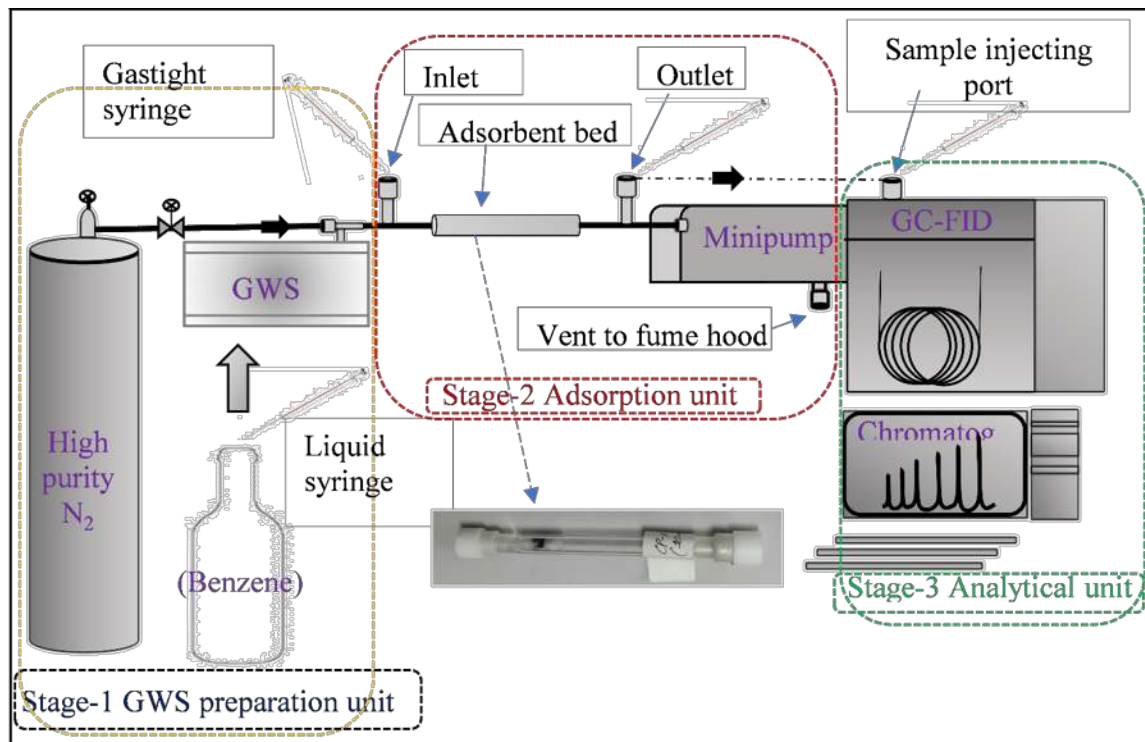 Gastight
syringe
Inlet
Outlet
Sample injecting
port
Adsorbent bed
Minipump
GC-FID
GWS
Vent to fume hood
Stage-2 Adsorption unit
High
purity
N₂
Liquid
syringe
(Benzene)
Chromatog
Stage-3 Analytical unit
Stage-1 GWS preparation unit